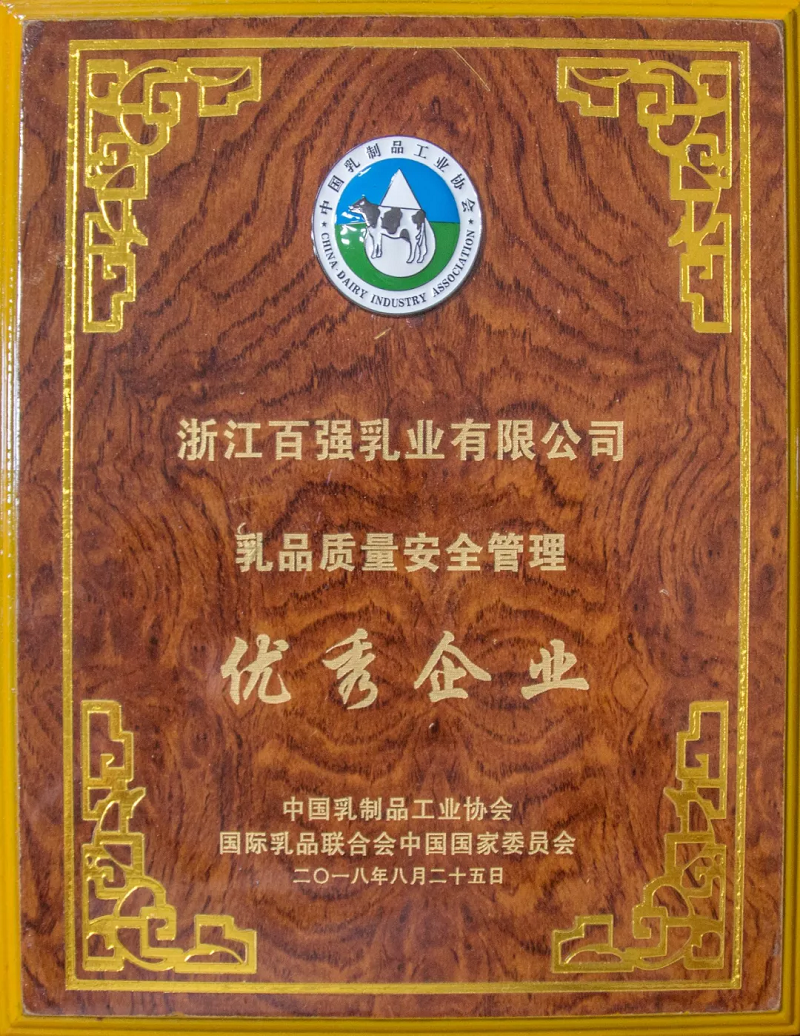 中国乳制品工业协会
CHINA DAIRY INDUSTRY ASSOCIATION
浙江百强乳业有限公司
乳品质量安全管理
优秀企业
中国乳制品工业协会
国际乳品联合会中国国家委员会
二〇一八年八月二十五日